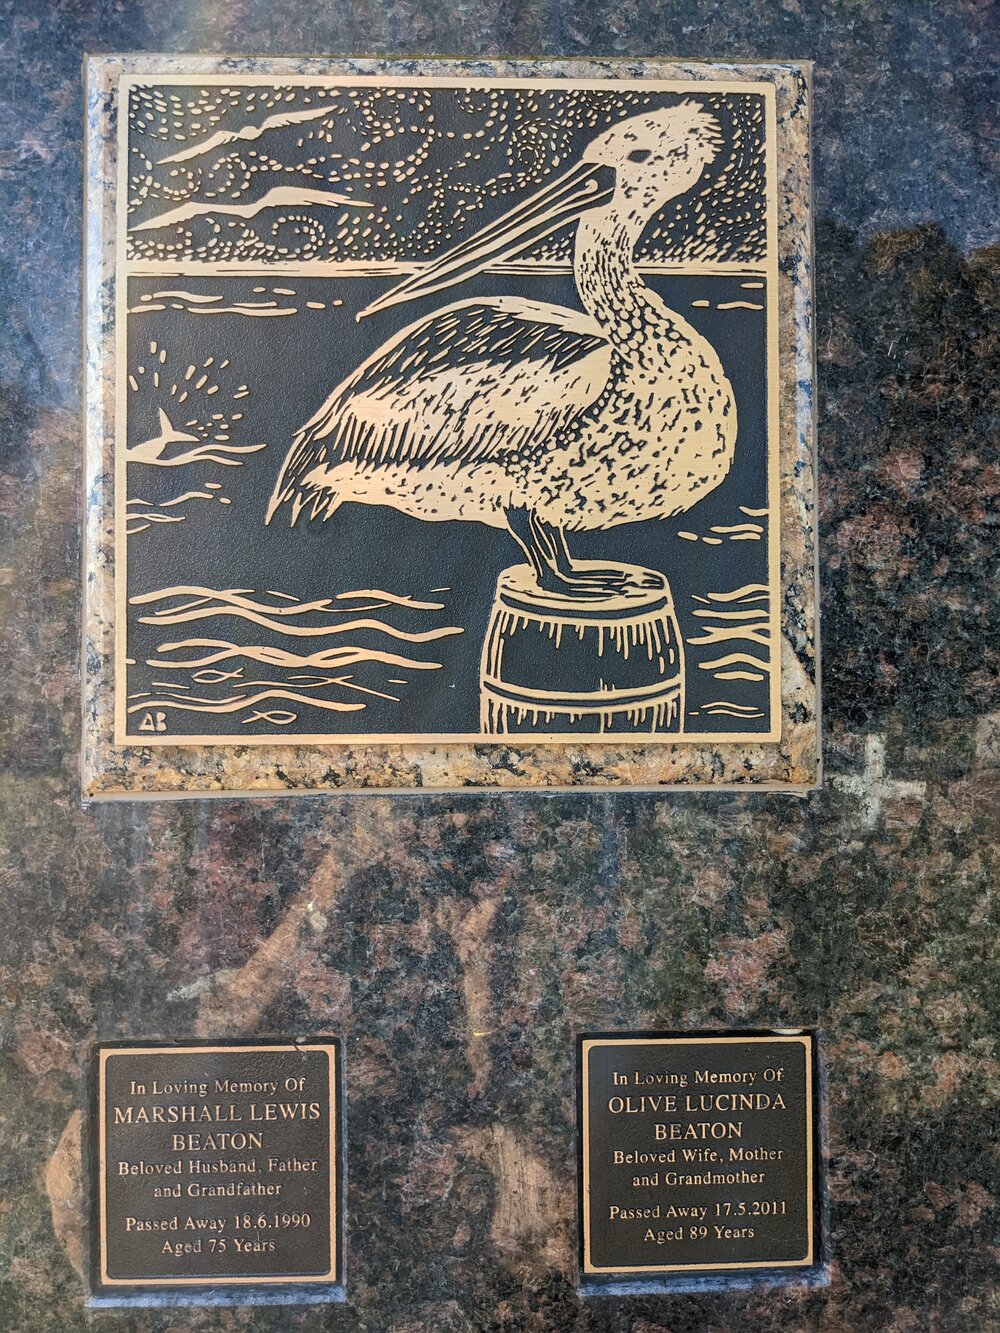 AB
In Loving Memory Of
MARSHALL LEWIS
BEATON
Beloved Husband, Father
and Grandfather
Passed Away 18.6.1990
Aged 75 Years
In Loving Memory Of
OLIVE LUCINDA
BEATON
Beloved Wife, Mother
and Grandmother
Passed Away 17.5.2011
Aged 89 Years